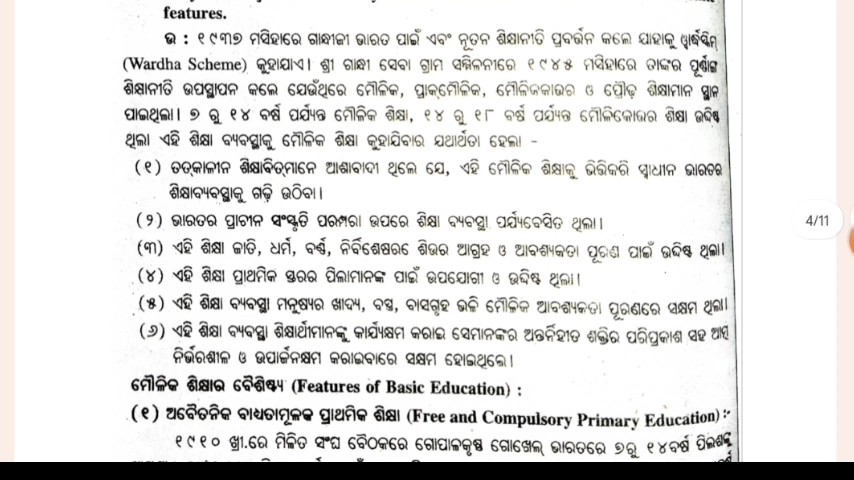 features.
ଉ : ୧୯୩୭ ମସିହାରେ ଗାନ୍ଧୀଜୀ ଭାରତ ପାଇଁ ଏବଂ ନୂତନ ଶିକ୍ଷାନୀତି ପ୍ରବର୍ତ୍ତନ କଲେ ଯାହାକୁ ୱାର୍ଦ୍ଧାସ୍କିମ୍
(Wardha Scheme) କୁହାଯାଏ। ଶ୍ରୀ ଗାନ୍ଧୀ ସେବା ଗ୍ରାମ ସମ୍ମିଳନୀରେ ୧୯୪୫ ମସିହାରେ ତାଙ୍କର ପୂର୍ଣ୍ଣାଙ୍ଗ
ଶିକ୍ଷାନୀତି ଉପସ୍ଥାପନ କଲେ ଯେଉଁଥିରେ ମୌଳିକ, ପ୍ରାକ୍‌ମୌଳିକ, ମୌଳିକୋତ୍ତର ଓ ପ୍ରୌଢ଼ ଶିକ୍ଷାମାନ ସ୍ଥାନ
ପାଇଥିଲା। ୭ ରୁ ୧୪ ବର୍ଷ ପର୍ଯ୍ୟନ୍ତ ମୌଳିକ ଶିକ୍ଷା, ୧୪ ରୁ ୧୮ ବର୍ଷ ପର୍ଯ୍ୟନ୍ତ ମୌଳିକୋତ୍ତର ଶିକ୍ଷା ଉଦ୍ଦିଷ୍ଟ
ଥିଲା ଏହି ଶିକ୍ଷା ବ୍ୟବସ୍ଥାକୁ ମୌଳିକ ଶିକ୍ଷା କୁହାଯିବାର ଯଥାର୍ଥତା ହେଲା -
(୧) ତତ୍‌କାଳୀନ ଶିକ୍ଷାବିତ୍‌ମାନେ ଆଶାବାଦୀ ଥିଲେ ଯେ, ଏହି ମୌଳିକ ଶିକ୍ଷାକୁ ଭିତ୍ତିକରି ସ୍ୱାଧୀନ ଭାରତର
ଶିକ୍ଷାବ୍ୟବସ୍ଥାକୁ ଗଢ଼ି ଉଠିବା।
(୨) ଭାରତର ପ୍ରାଚୀନ ସଂସ୍କୃତି ପରମ୍ପରା ଉପରେ ଶିକ୍ଷା ବ୍ୟବସ୍ଥା ପର୍ଯ୍ୟବେସିତ ଥିଲା।
(୩) ଏହି ଶିକ୍ଷା ଜାତି, ଧର୍ମ, ବର୍ଣ୍ଣ, ନିର୍ବିଶେଷରେ ଶିଶୁର ଆଗ୍ରହ ଓ ଆବଶ୍ୟକତା ପୂରଣ ପାଇଁ ଉଦ୍ଦିଷ୍ଟ ଥିଲା।
(୪) ଏହି ଶିକ୍ଷା ପ୍ରାଥମିକ ସ୍ତରର ପିଲାମାନଙ୍କ ପାଇଁ ଉପଯୋଗୀ ଓ ଉଦ୍ଦିଷ୍ଟ ଥିଲା।
(୫) ଏହି ଶିକ୍ଷା ବ୍ୟବସ୍ଥା ମନୁଷ୍ୟର ଖାଦ୍ୟ, ବସ୍ତ୍ର, ବାସଗୃହ ଭଳି ମୌଳିକ ଆବଶ୍ୟକତା ପୂରଣରେ ସକ୍ଷମ ଥିଲା।
(୬) ଏହି ଶିକ୍ଷା ବ୍ୟବସ୍ଥା ଶିକ୍ଷାର୍ଥୀମାନଙ୍କୁ କାର୍ଯ୍ୟକ୍ଷମ କରାଇ ସେମାନଙ୍କର ଅନ୍ତର୍ନିହୀତ ଶକ୍ତିର ପରିପ୍ରକାଶ ସହ ଆତ୍ମ
ନିର୍ଭରଶୀଳ ଓ ଉପାର୍ଜନକ୍ଷମ କରାଇବାରେ ସକ୍ଷମ ହୋଇଥିଲେ।
ମୌଳିକ ଶିକ୍ଷାର ବୈଶିଷ୍ଟ୍ୟ (Features of Basic Education) :
(୧) ଅବୈତନିକ ବାଧ୍ୟତାମୂଳକ ପ୍ରାଥମିକ ଶିକ୍ଷା (Free and Compulsory Primary Education) :-
୧୯୧୦ ଖ୍ରୀ.ରେ ମିଳିତ ସଂଘ ବୈଠକରେ ଗୋପାଳକୃଷ୍ଣ ଗୋଖେଲ୍ ଭାରତରେ ୭ରୁ ୧୪ବର୍ଷ
4/11